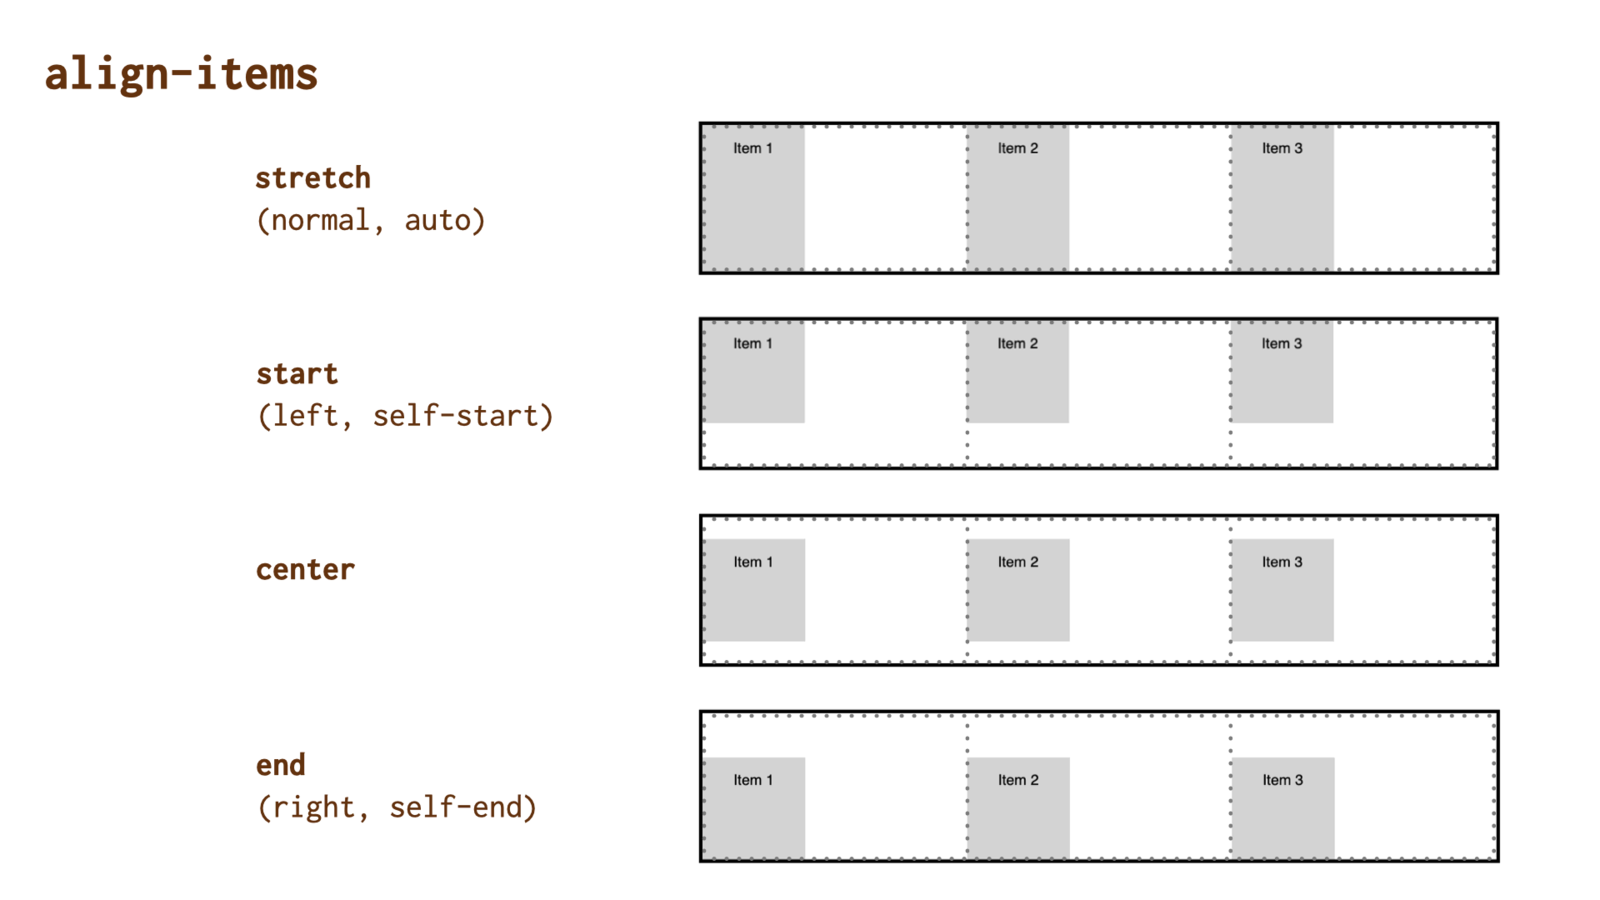 align-items
stretch
(normal, auto)
Item 1 Item 2 Item 3
start
(left, self-start)
Item 1 Item 2 Item 3
center
Item 1 Item 2 Item 3
end
(right, self-end)
Item 1 Item 2 Item 3